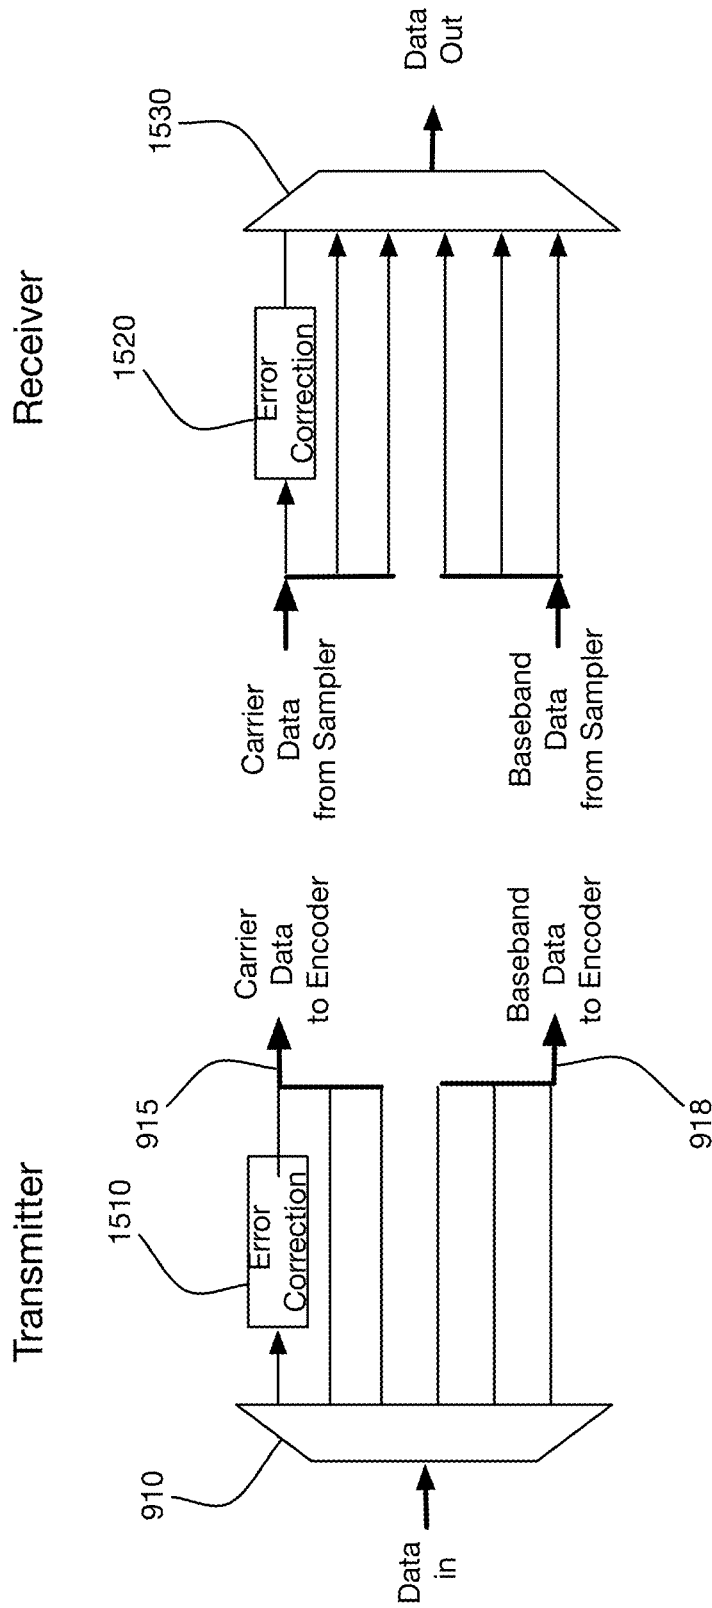 Transmitter
910
Data
in
1510
Error
Correction
915
Carrier
Data
to Encoder
Baseband
Data
to Encoder
918
Receiver
Carrier
Data
from Sampler
Baseband
Data
from Sampler
1520
Error
Correction
1530
Data
Out